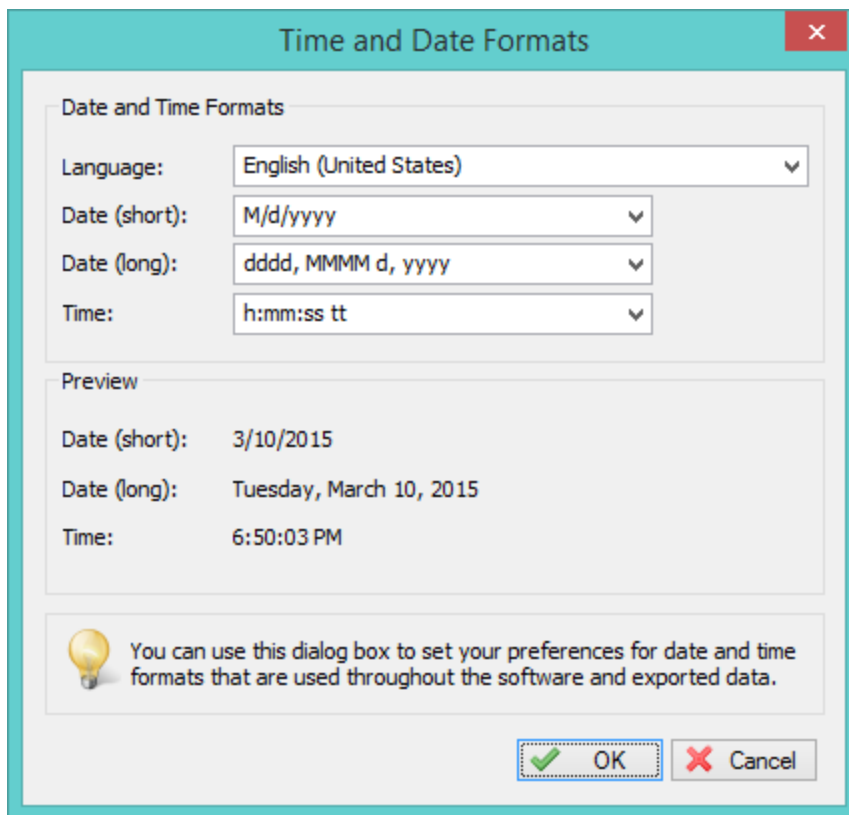 Time and Date Formats
Date and Time Formats
Language: English (United States)
Date (short): M/d/yyyy
Date (long): dddd, MMMM d, yyyy
Time: h:mm:ss tt
Preview
Date (short): 3/10/2015
Date (long): Tuesday, March 10, 2015
Time: 6:50:03 PM
You can use this dialog box to set your preferences for date and time
formats that are used throughout the software and exported data.
OK Cancel